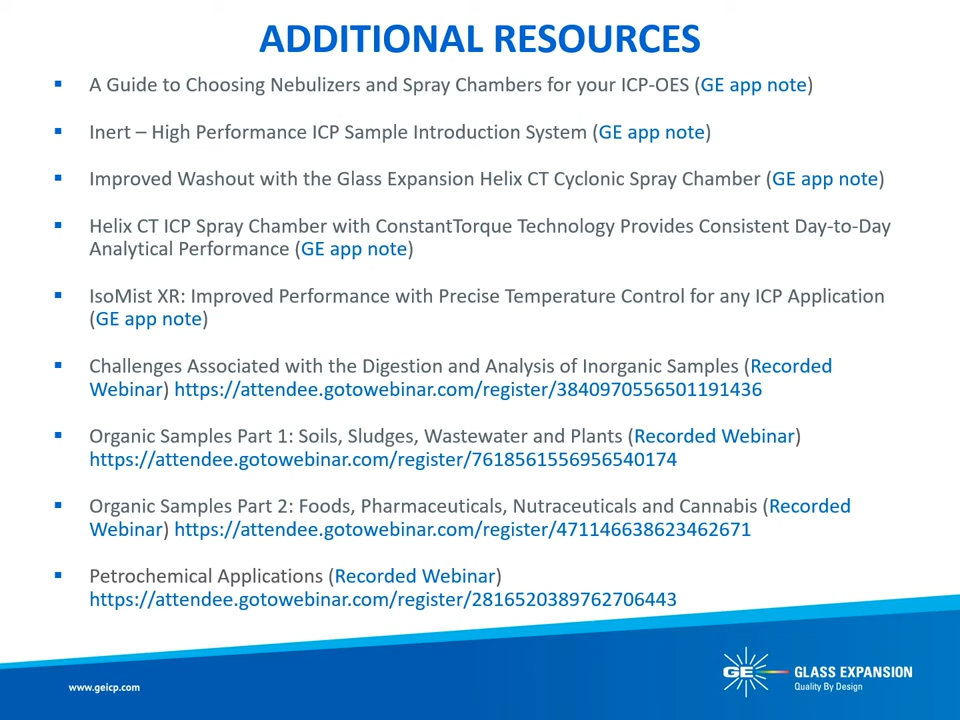 ADDITIONAL RESOURCES
▪ A Guide to Choosing Nebulizers and Spray Chambers for your ICP-OES (GE app note)
▪ Inert – High Performance ICP Sample Introduction System (GE app note)
▪ Improved Washout with the Glass Expansion Helix CT Cyclonic Spray Chamber (GE app note)
▪ Helix CT ICP Spray Chamber with ConstantTorque Technology Provides Consistent Day-to-Day
Analytical Performance (GE app note)
▪ IsoMist XR: Improved Performance with Precise Temperature Control for any ICP Application
(GE app note)
▪ Challenges Associated with the Digestion and Analysis of Inorganic Samples (Recorded
Webinar) https://attendee.gotowebinar.com/register/3840970556501191436
▪ Organic Samples Part 1: Soils, Sludges, Wastewater and Plants (Recorded Webinar)
https://attendee.gotowebinar.com/register/7618561556956540174
▪ Organic Samples Part 2: Foods, Pharmaceuticals, Nutraceuticals and Cannabis (Recorded
Webinar) https://attendee.gotowebinar.com/register/471146638623462671
▪ Petrochemical Applications (Recorded Webinar)
https://attendee.gotowebinar.com/register/2816520389762706443
www.geicp.com
GE GLASS EXPANSION
Quality By Design